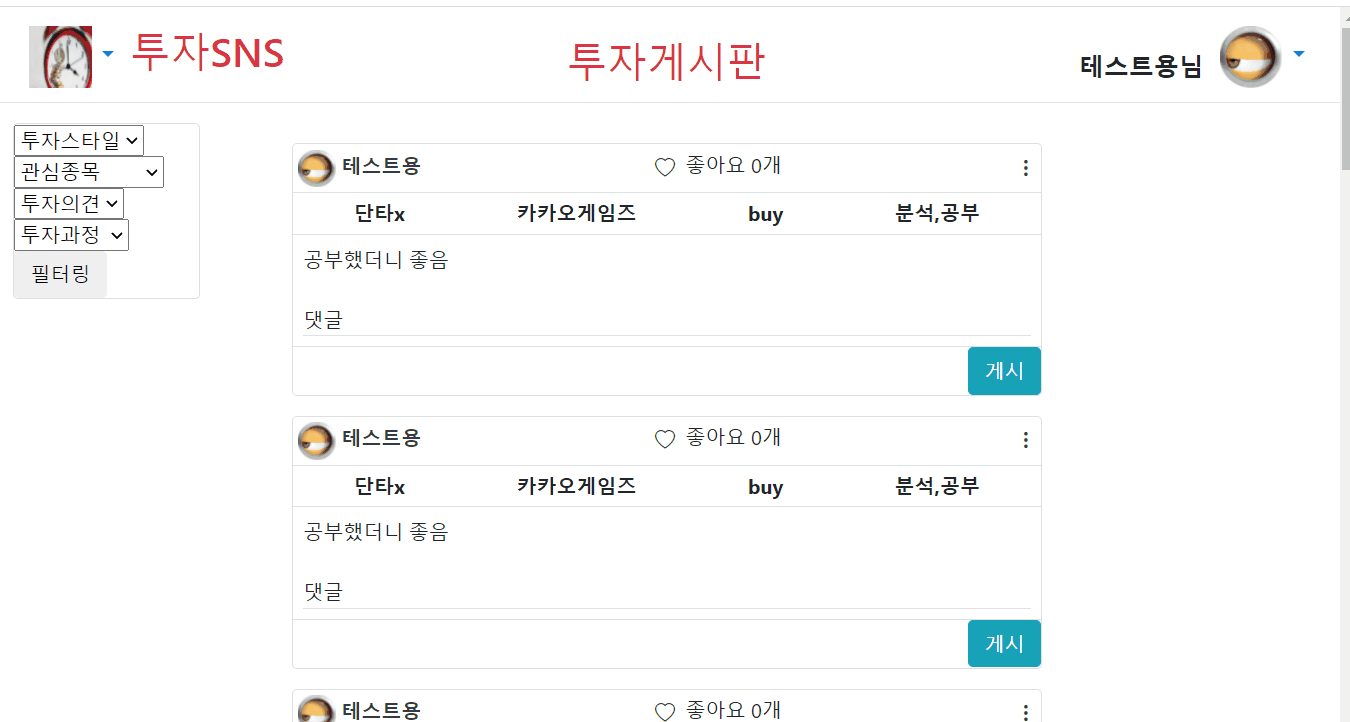 투자SNS
투자게시판
테스트용님
투자스타일
관심종목
투자의견
투자과정
필터링
테스트용 좋아요 0개
단타x 카카오게임즈 buy 분석,공부
공부했더니 좋음
댓글
게시
테스트용 좋아요 0개
단타x 카카오게임즈 buy 분석,공부
공부했더니 좋음
댓글
게시
테스트용 좋아요 0개